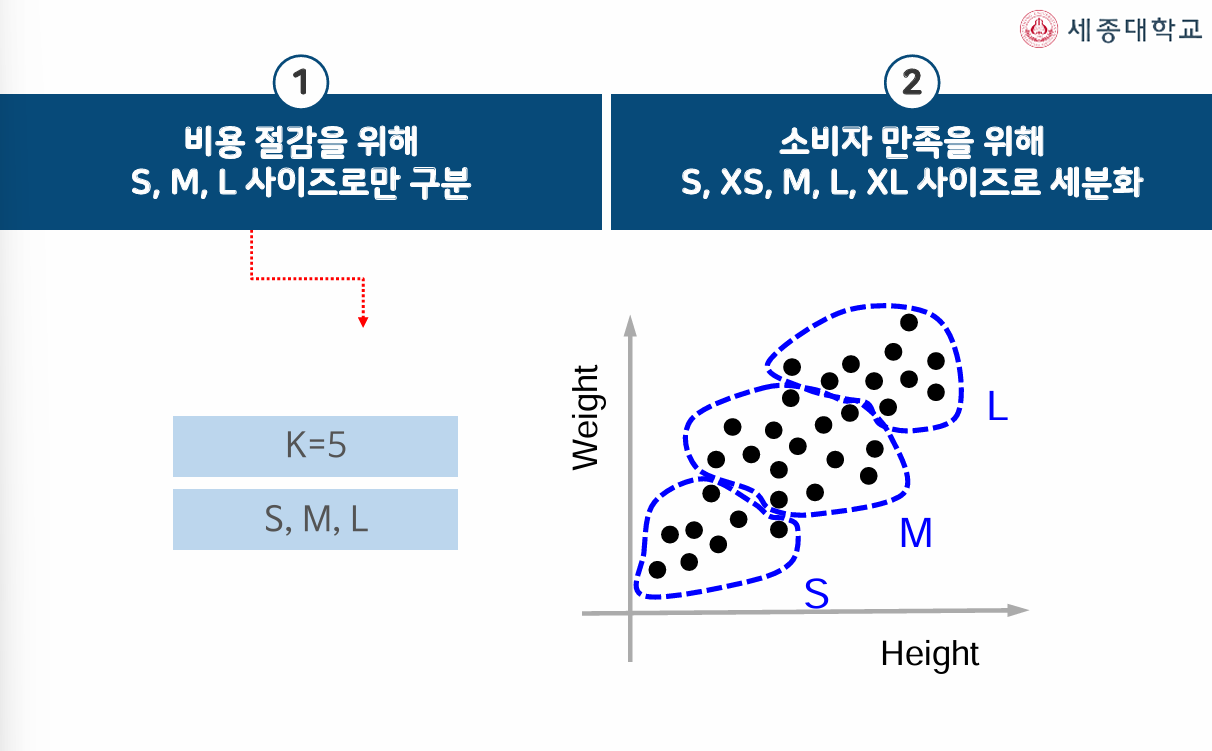 세종대학교
1
비용 절감을 위해
S, M, L 사이즈로만 구분
2
소비자 만족을 위해
S, XS, M, L, XL 사이즈로 세분화
K=5
S, M, L
Weight
L
M
S
Height